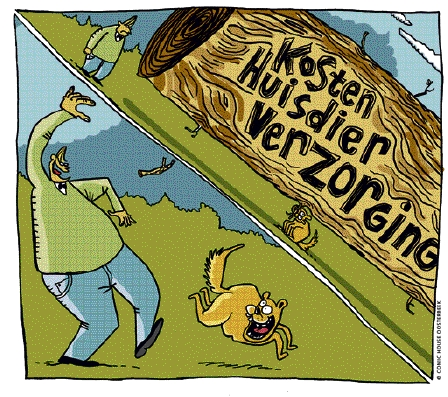 Kosten
Huisdier
Verzorging
© COMIC HOUSE OOSTERBEEK